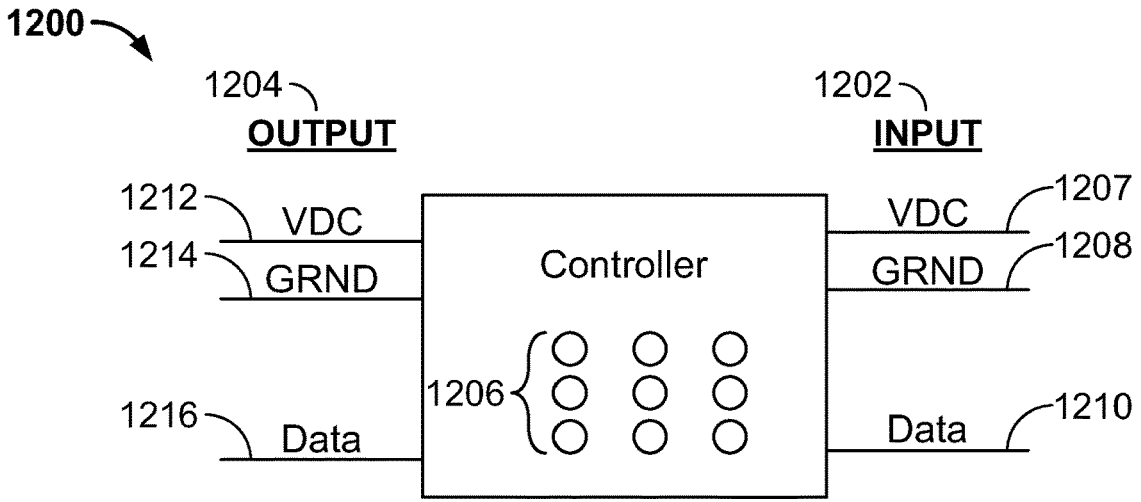 1200
1204 1202
OUTPUT INPUT
1212 VDC VDC 1207
1214 GRND Controller GRND 1208
1206
1216 Data Data 1210